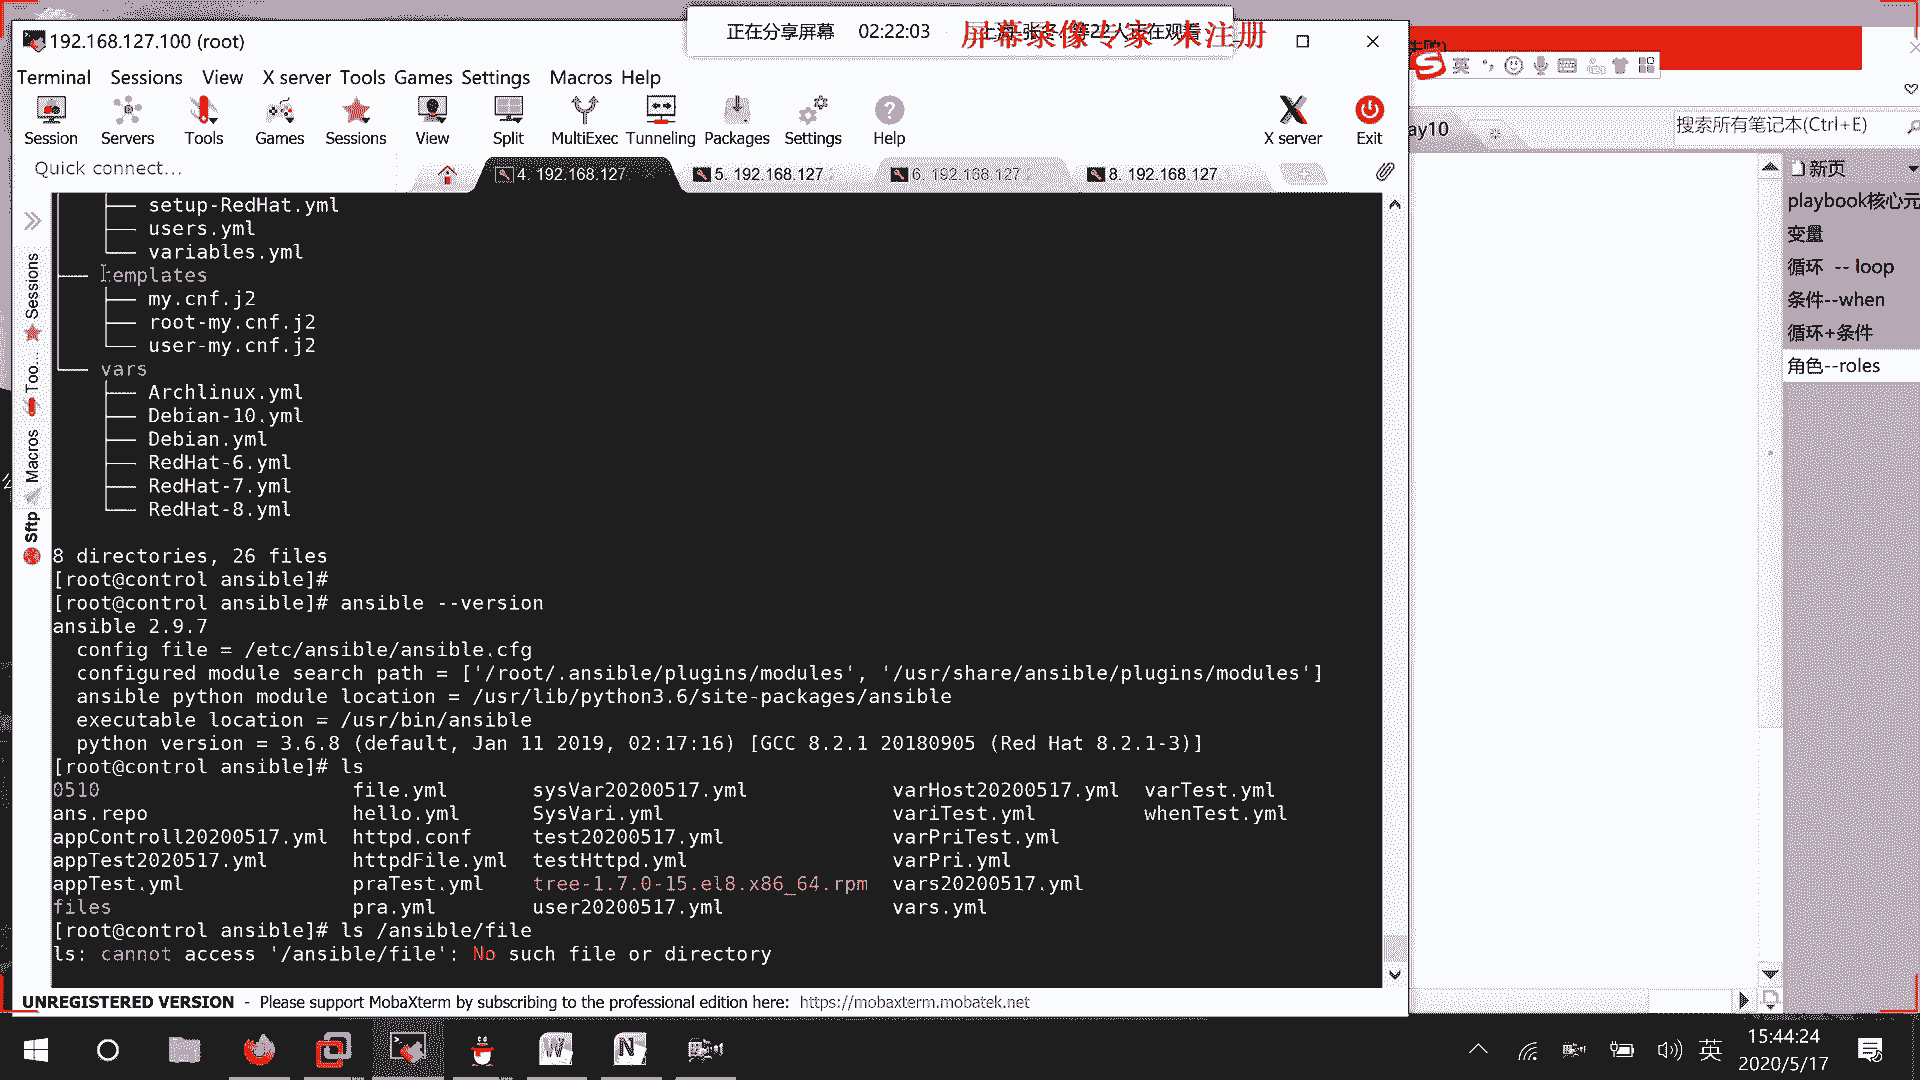 192.168.127.100 (root)
正在分享屏幕 02:22:03
屏幕录像专家 未注册
Terminal Sessions View X server Tools Games Settings Macros Help
Session Servers Tools Games Sessions View Split MultiExec Tunneling Packages Settings Help X server Exit
英
ay10
搜索所有笔记本(Ctrl+E)
Quick connect...
4. 192.168.127 5. 192.168.127 6. 192.168.127 8. 192.168.127
新页
playbook核心元
变量
循环 -- loop
条件--when
循环+条件
角色--roles
Sessions
Too...
Macros
Sftp
├── setup-RedHat.yml
├── users.yml
└── variables.yml
├── templates
├── my.cnf.j2
├── root-my.cnf.j2
└── user-my.cnf.j2
└── vars
├── Archlinux.yml
├── Debian-10.yml
├── Debian.yml
├── RedHat-6.yml
├── RedHat-7.yml
└── RedHat-8.yml
8 directories, 26 files
[root@control ansible]#
[root@control ansible]# ansible --version
ansible 2.9.7
config file = /etc/ansible/ansible.cfg
configured module search path = ['/root/.ansible/plugins/modules', '/usr/share/ansible/plugins/modules']
ansible python module location = /usr/lib/python3.6/site-packages/ansible
executable location = /usr/bin/ansible
python version = 3.6.8 (default, Jan 11 2019, 02:17:16) [GCC 8.2.1 20180905 (Red Hat 8.2.1-3)]
[root@control ansible]# ls
0510 file.yml sysVar20200517.yml varHost20200517.yml varTest.yml
ans.repo hello.yml SysVari.yml variTest.yml whenTest.yml
appControll20200517.yml httpd.conf test20200517.yml varPriTest.yml
appTest2020517.yml httpdFile.yml testHttpd.yml varPri.yml
appTest.yml praTest.yml tree-1.7.0-15.el8.x86_64.rpm vars20200517.yml
files pra.yml user20200517.yml vars.yml
[root@control ansible]# ls /ansible/file
ls: cannot access '/ansible/file': No such file or directory
UNREGISTERED VERSION - Please support MobaXterm by subscribing to the professional edition here: https://mobaxterm.mobatek.net
英
15:44:24
2020/5/17